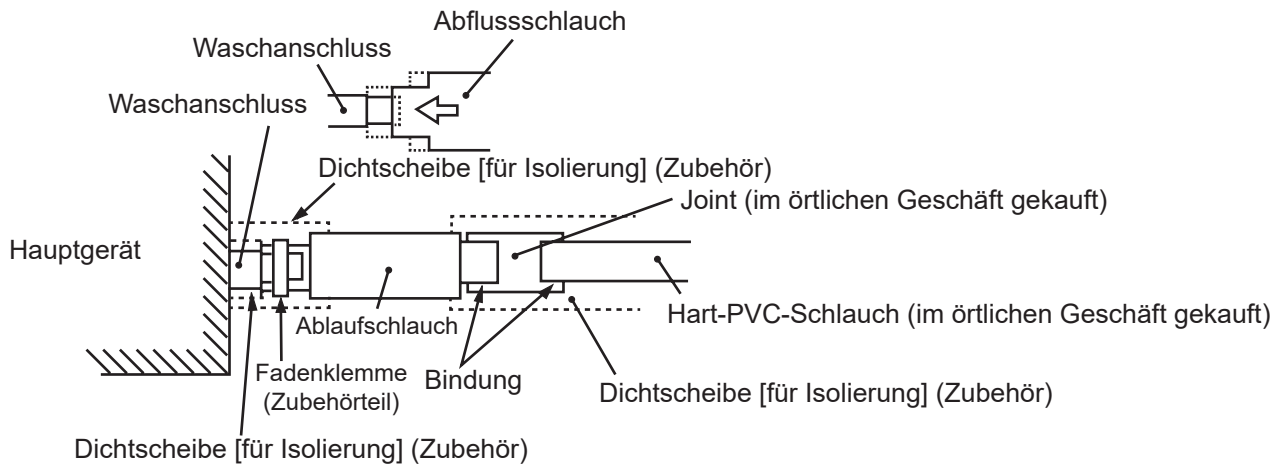 Abflussschlauch
Waschanschluss
Waschanschluss
Dichtscheibe [für Isolierung] (Zubehör)
Joint (im örtlichen Geschäft gekauft)
Hauptgerät
Ablaufschlauch
Hart-PVC-Schlauch (im örtlichen Geschäft gekauft)
Fadenklemme
(Zubehörteil)
Bindung
Dichtscheibe [für Isolierung] (Zubehör)
Dichtscheibe [für Isolierung] (Zubehör)